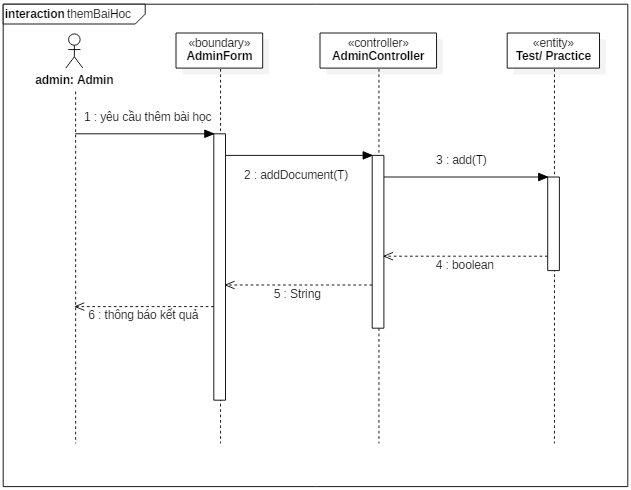 interaction themBaiHoc
«boundary»
AdminForm
«controller»
AdminController
«entity»
Test/ Practice
admin: Admin
1 : yêu cầu thêm bài học
2 : addDocument(T)
3 : add(T)
4 : boolean
5 : String
6 : thông báo kết quả